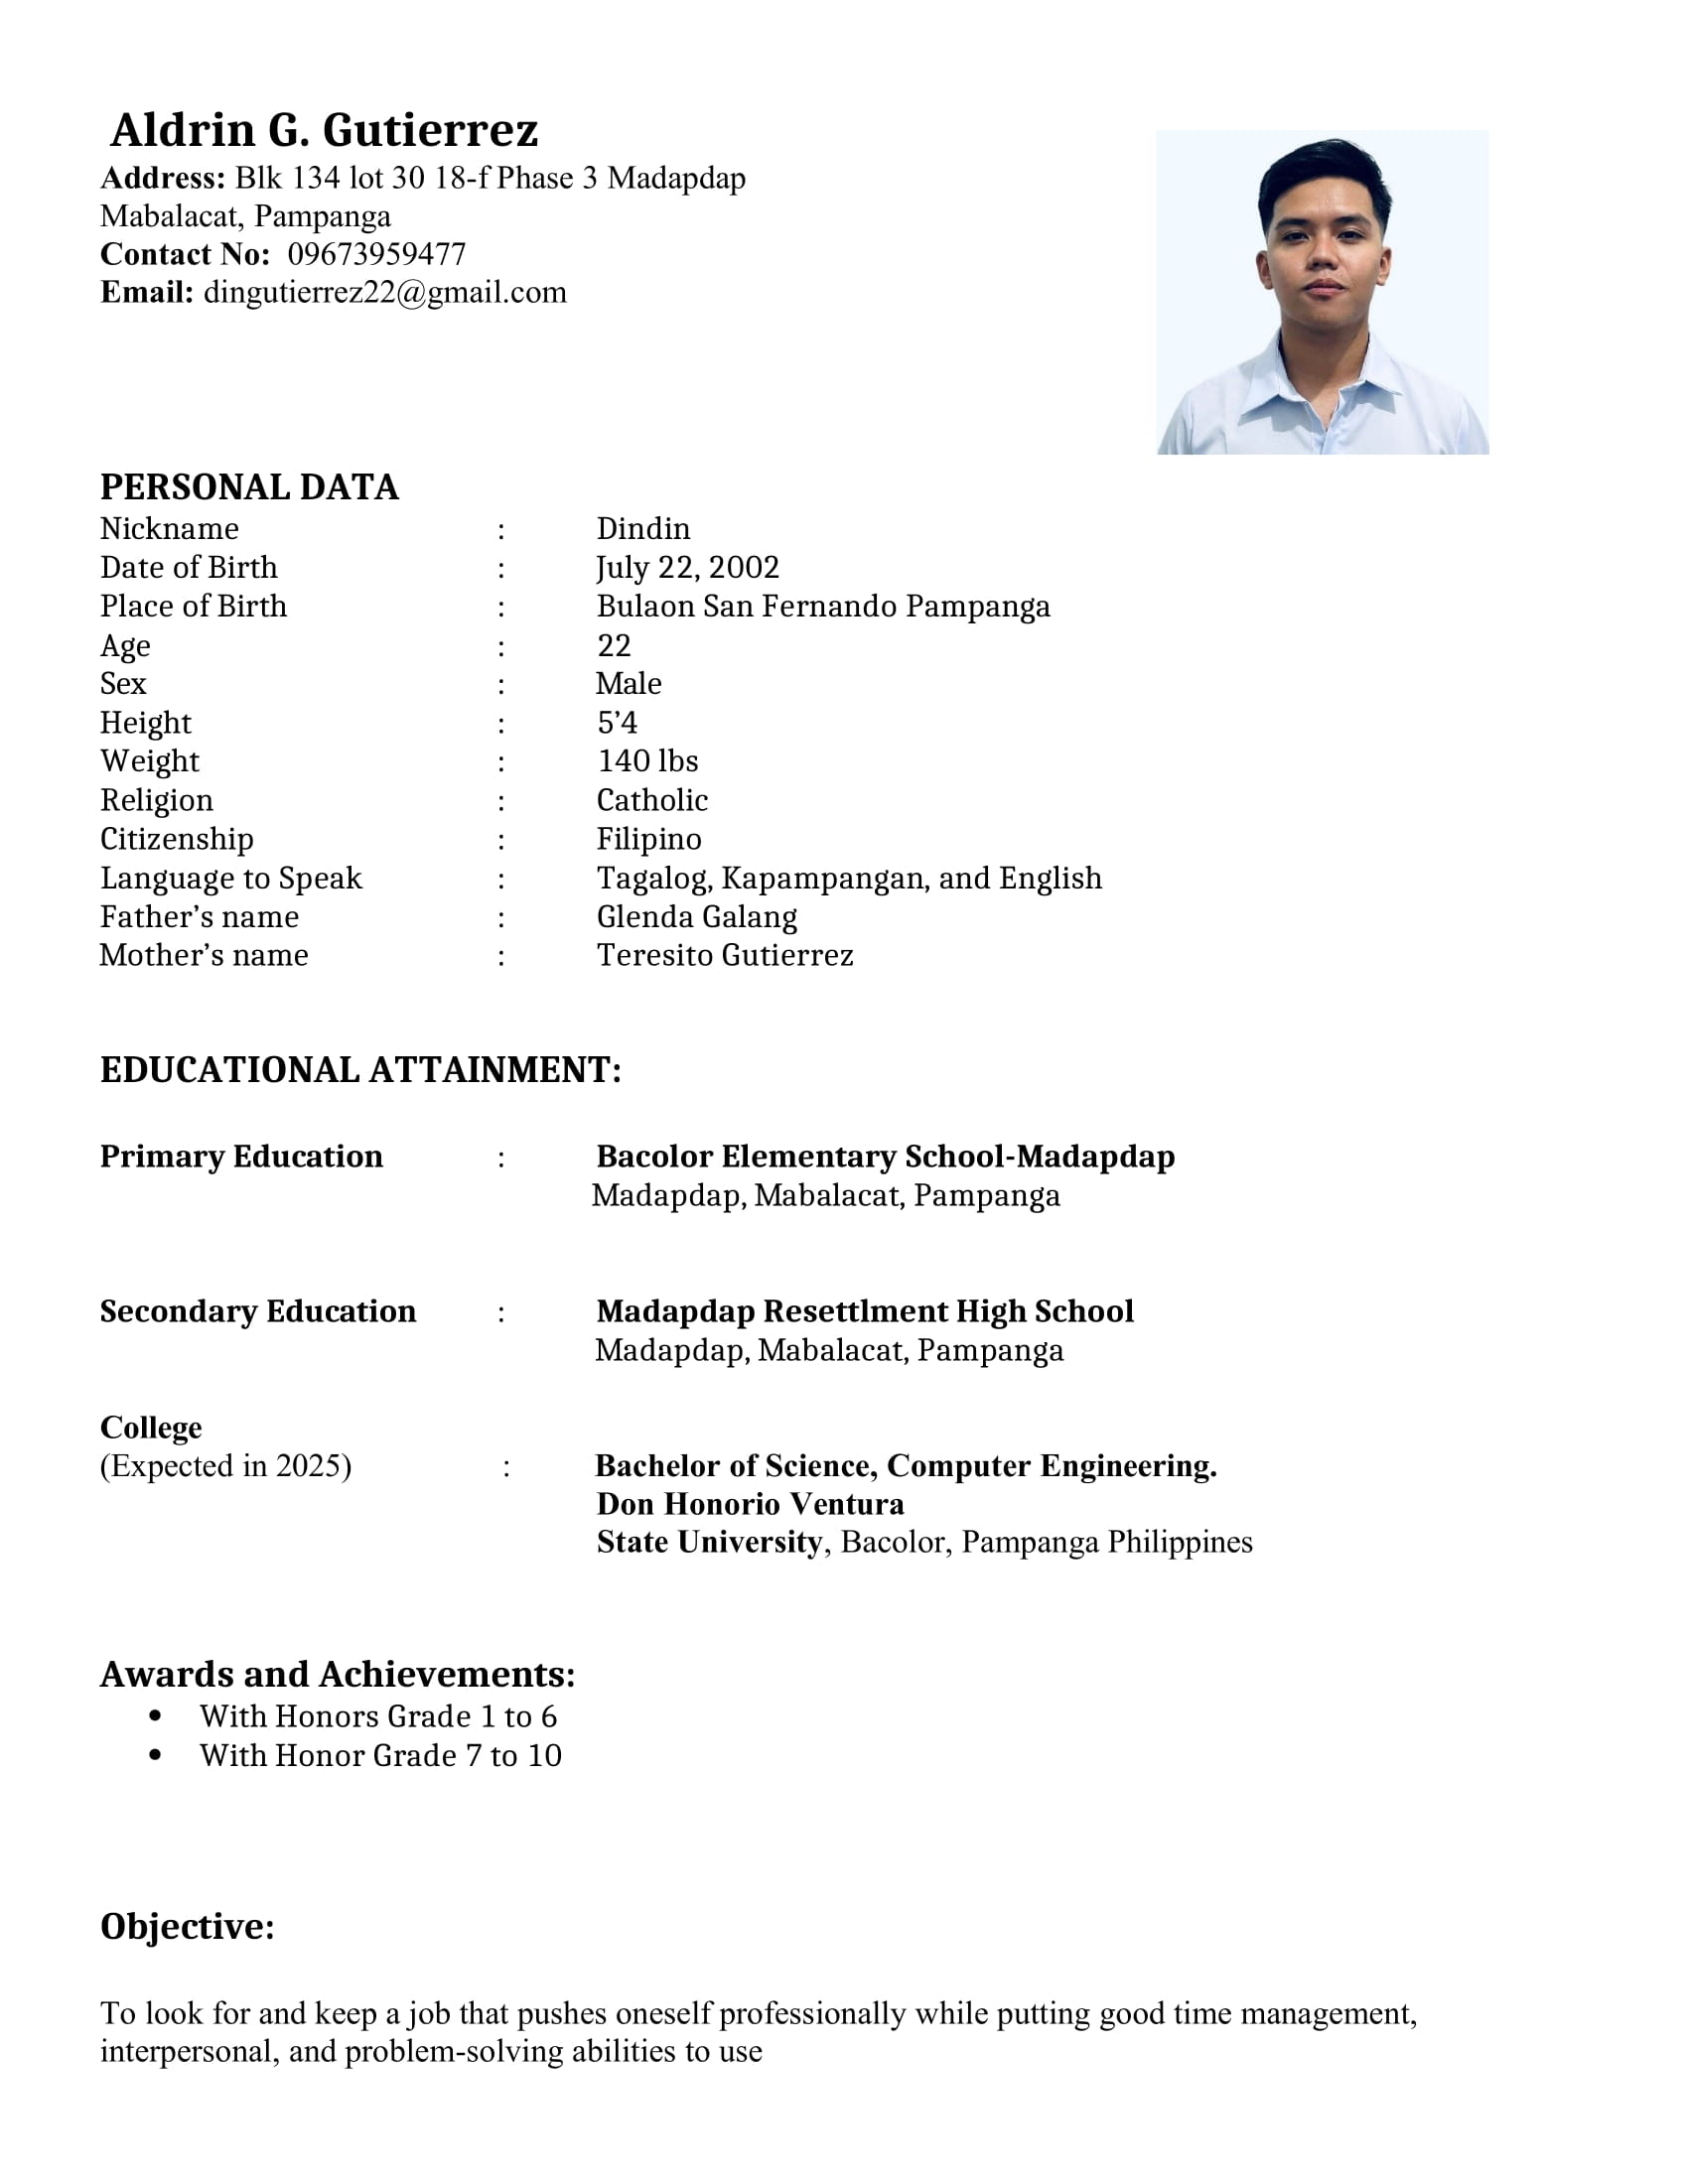 Aldrin G. Gutierrez
Address: Blk 134 lot 30 18-f Phase 3 Madapdap
Mabalacat, Pampanga
Contact No: 09673959477
Email: dingutierrez22@gmail.com
PERSONAL DATA
Nickname : Dindin
Date of Birth : July 22, 2002
Place of Birth : Bulaon San Fernando Pampanga
Age : 22
Sex : Male
Height : 5’4
Weight : 140 lbs
Religion : Catholic
Citizenship : Filipino
Language to Speak : Tagalog, Kapampangan, and English
Father’s name : Glenda Galang
Mother’s name : Teresito Gutierrez
EDUCATIONAL ATTAINMENT:
Primary Education : Bacolor Elementary School-Madapdap
Madapdap, Mabalacat, Pampanga
Secondary Education : Madapdap Resettlment High School
Madapdap, Mabalacat, Pampanga
College
(Expected in 2025) : Bachelor of Science, Computer Engineering.
Don Honorio Ventura
State University, Bacolor, Pampanga Philippines
Awards and Achievements:
• With Honors Grade 1 to 6
• With Honor Grade 7 to 10
Objective:
To look for and keep a job that pushes oneself professionally while putting good time management,
interpersonal, and problem-solving abilities to use